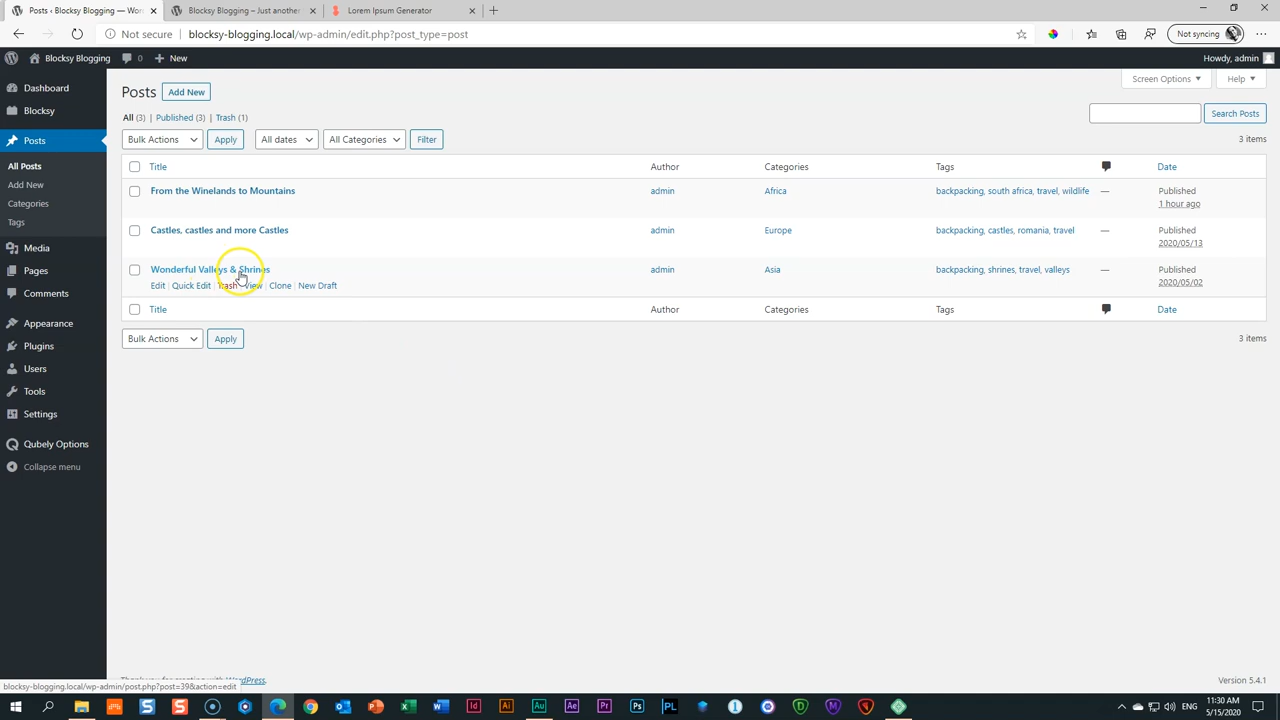 Posts ‹ Blocksy Blogging — Wor
Blocksy Blogging – Just another
Lorem Ipsum Generator
Not secure
blocksy-blogging.local/wp-admin/edit.php?post_type=post
Not syncing
Blocksy Blogging
0
New
Howdy, admin
Dashboard
Blocksy
Posts
All Posts
Add New
Categories
Tags
Media
Pages
Comments
Appearance
Plugins
Users
Tools
Settings
Qubely Options
Collapse menu
Screen Options
Help
Posts Add New
All (3) | Published (3) | Trash (1)
Search Posts
Bulk Actions Apply All dates All Categories Filter
3 items
Title Author Categories Tags Date
From the Winelands to Mountains admin Africa backpacking, south africa, travel, wildlife — Published
1 hour ago
Castles, castles and more Castles admin Europe backpacking, castles, romania, travel — Published
2020/05/13
Wonderful Valleys & Shrines admin Asia backpacking, shrines, travel, valleys — Published
2020/05/02
Edit | Quick Edit | Trash | View | Clone | New Draft
Title Author Categories Tags Date
Bulk Actions Apply
3 items
Thank you for creating with WordPress.
Version 5.4.1
blocksy-blogging.local/wp-admin/post.php?post=39&action=edit
ENG
11:30 AM
5/15/2020